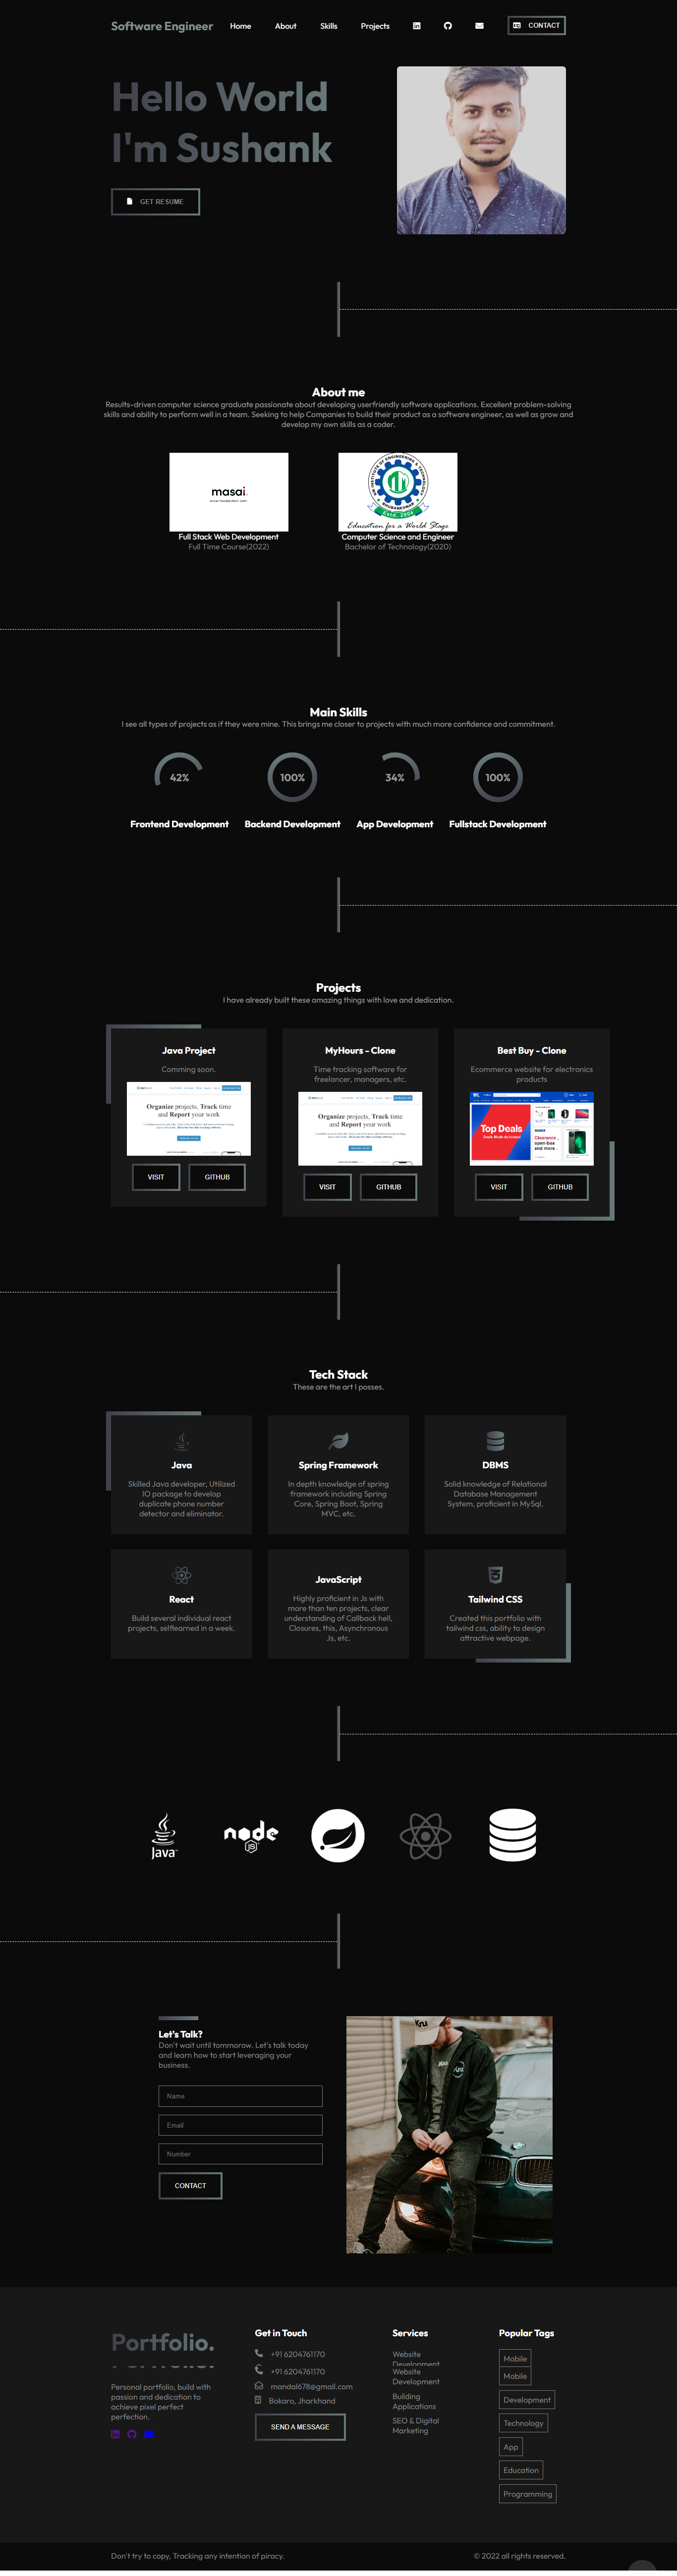 Software Engineer
Home
About
Skills
Projects
CONTACT
Hello World
I'm Sushank
GET RESUME
About me
Results-driven computer science graduate passionate about developing userfriendly software applications. Excellent problem-solving
skills and ability to perform well in a team. Seeking to help Companies to build their product as a software engineer, as well as grow and
develop my own skills as a coder.
masai.
Education for a World Stage
Full Stack Web Development
Full Time Course(2022)
Computer Science and Engineer
Bachelor of Technology(2020)
Main Skills
I see all types of projects as if they were mine. This brings me closer to projects with much more confidence and commitment.
42%
100%
34%
100%
Frontend Development
Backend Development
App Development
Fullstack Development
Projects
I have already built these amazing things with love and dedication.
Java Project
Comming soon.
Organize projects, Track time
and Report your work
VISIT
GITHUB
MyHours - Clone
Time tracking software for
freelancer, managers, etc.
Organize projects, Track time
and Report your work
VISIT
GITHUB
Best Buy - Clone
Ecommerce website for electronics
products
Top Deals
Clearance,
open-box
and more
VISIT
GITHUB
Tech Stack
These are the art I posses.
Java
Skilled Java developer, Utilized
IO package to develop
duplicate phone number
detector and eliminator.
Spring Framework
In depth knowledge of spring
framework including Spring
Core, Spring Boot, Spring
MVC, etc.
DBMS
Solid knowledge of Relational
Database Management
System, proficient in MySql.
React
Build several individual react
projects, selflearned in a week.
JavaScript
Highly proficient in Js with
more than ten projects, clear
understanding of Callback hell,
Closures, this, Asynchronous
Js, etc.
Tailwind CSS
Created this portfolio with
tailwind css, ability to design
attractive webpage.
Java
node
JS
Let's Talk?
Don't wait until tommorow. Let's talk today
and learn how to start leveraging your
business.
Name
Email
Number
CONTACT
Portfolio.
Personal portfolio, build with
passion and dedication to
achieve pixel perfect
perfection.
Get in Touch
+91 6204761170
+91 6204761170
mandal678@gmail.com
Bokaro, Jharkhand
SEND A MESSAGE
Services
Website
Development
Website
Development
Building
Applications
SEO & Digital
Marketing
Popular Tags
Mobile
Mobile
Development
Technology
App
Education
Programming
Don't try to copy, Tracking any intention of piracy.
© 2022 all rights reserved.